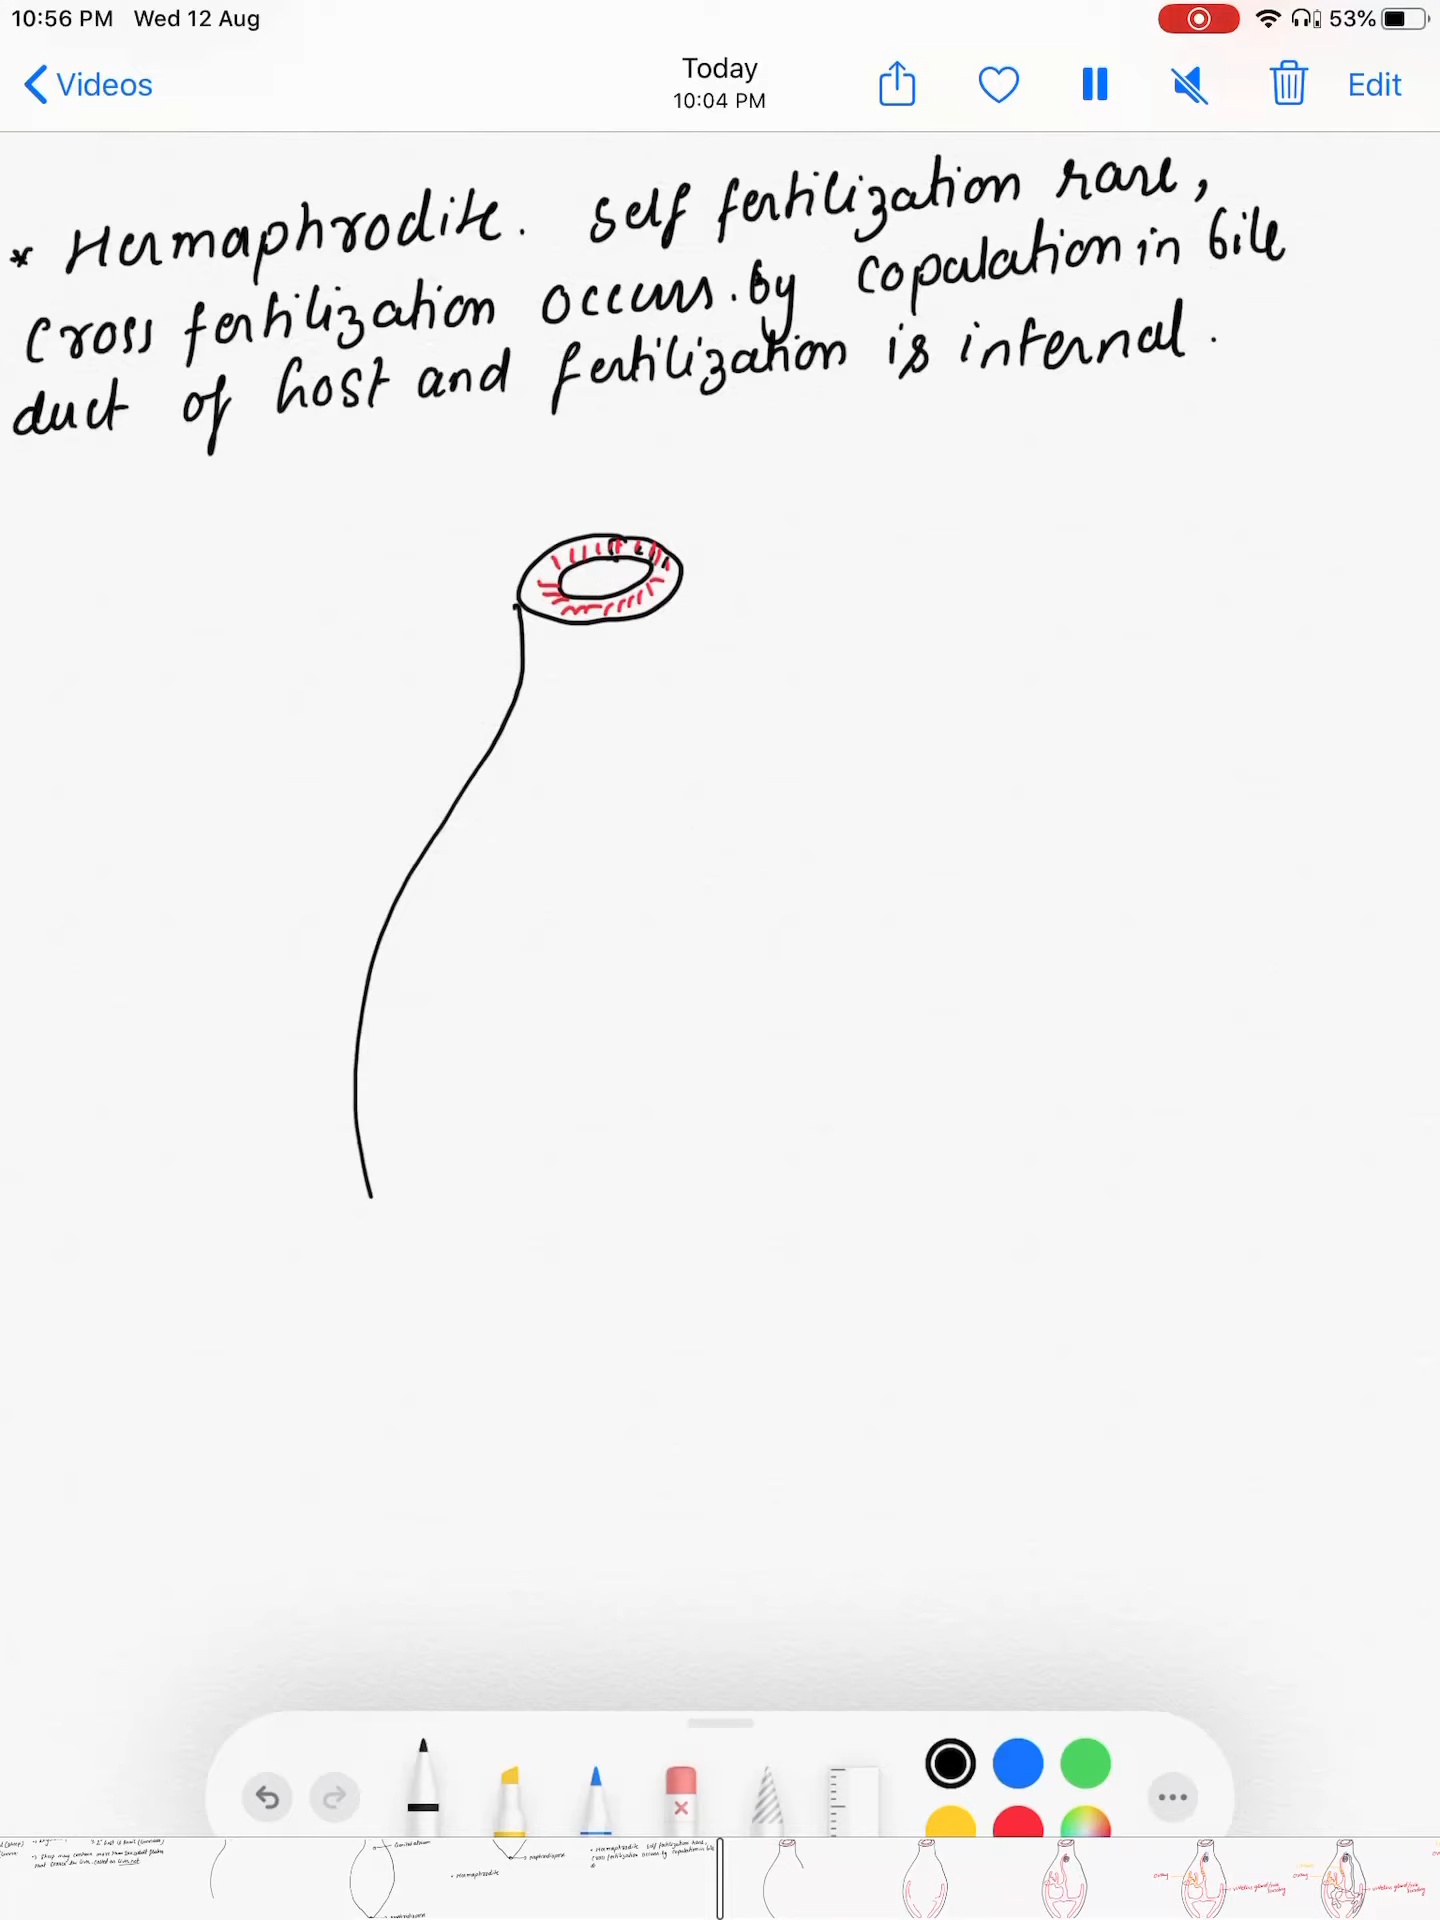 10:56 PM Wed 12 Aug
53%
Videos
Today
10:04 PM
Edit
* Hermaphrodite. Self fertilization rare,
Cross fertilization occurs. by copulation in bile
duct of host and fertilization is internal.